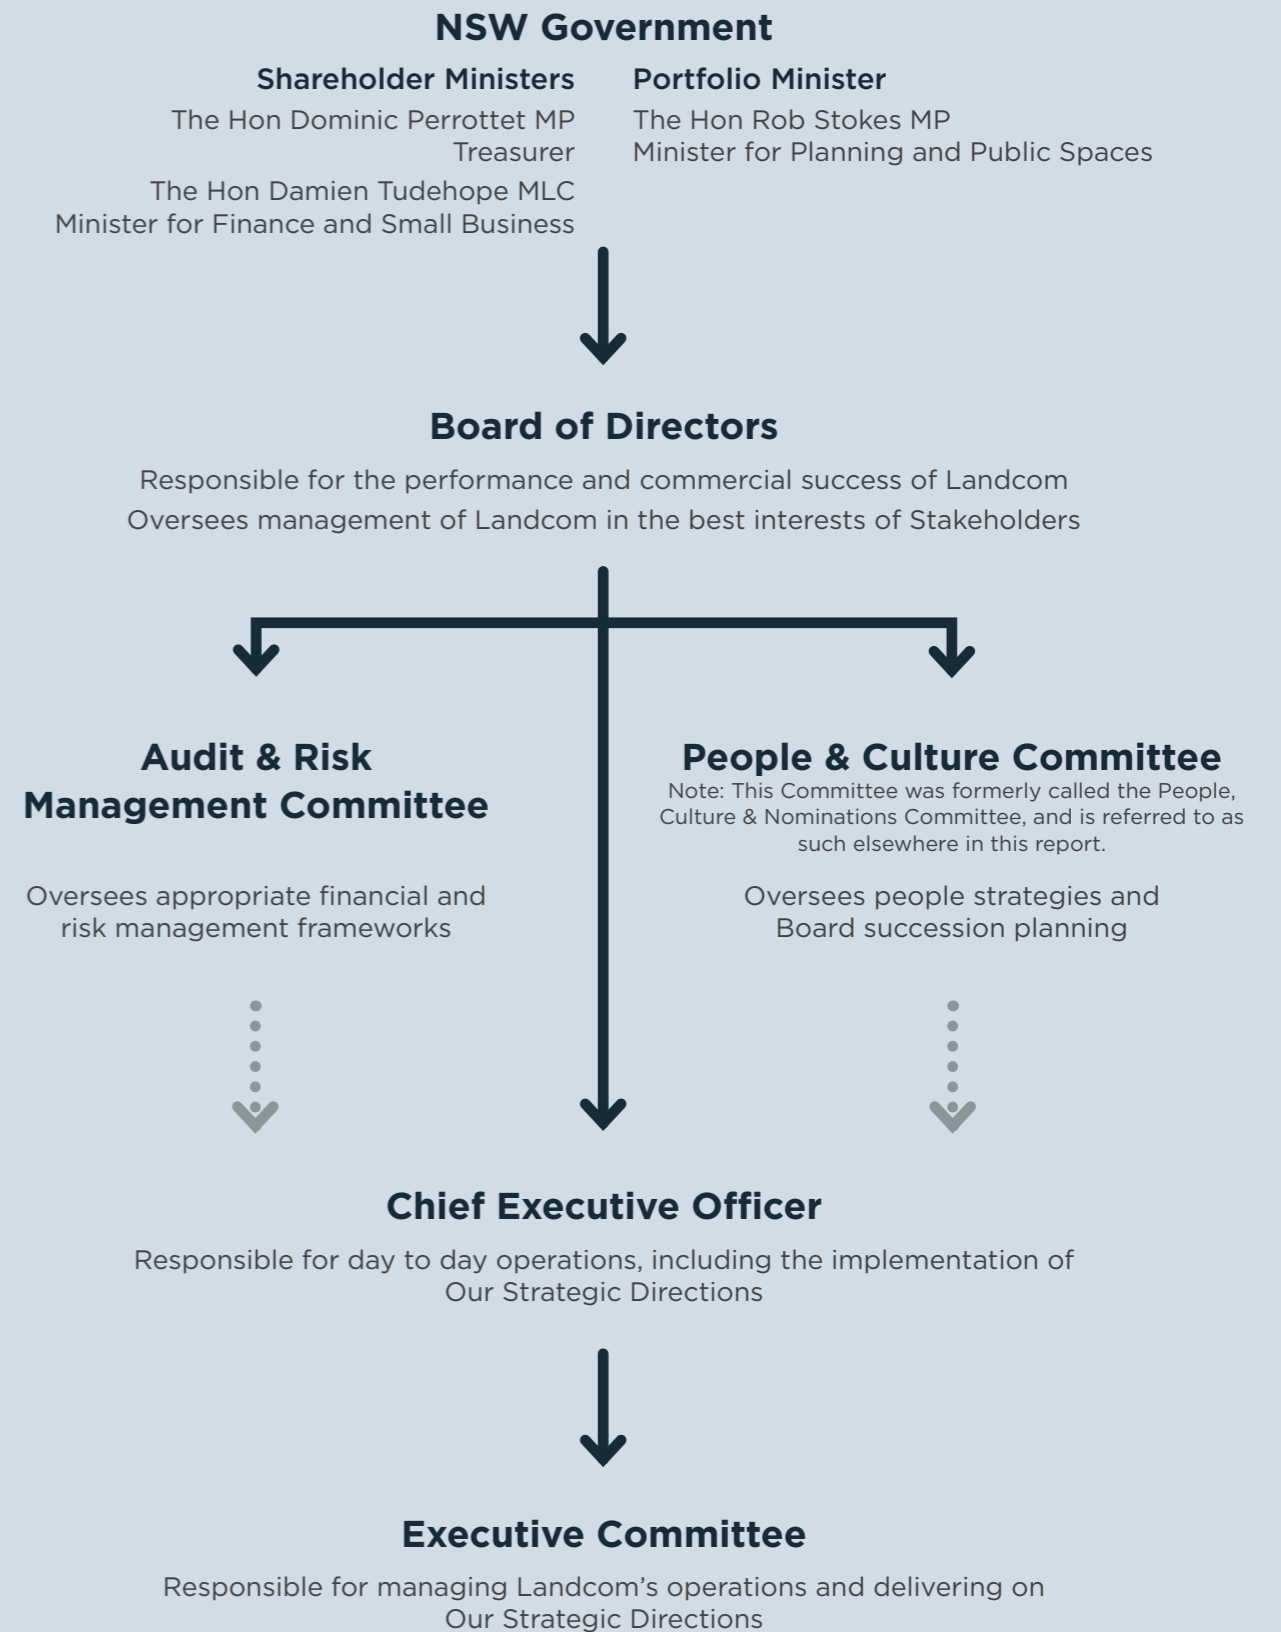 NSW Government
Shareholder Ministers
The Hon Dominic Perrottet MP
Treasurer
The Hon Damien Tudehope MLC
Minister for Finance and Small Business
Portfolio Minister
The Hon Rob Stokes MP
Minister for Planning and Public Spaces
Board of Directors
Responsible for the performance and commercial success of Landcom
Oversees management of Landcom in the best interests of Stakeholders
Audit & Risk
Management Committee
Oversees appropriate financial and
risk management frameworks
People & Culture Committee
Note: This Committee was formerly called the People,
Culture & Nominations Committee, and is referred to as
such elsewhere in this report.
Oversees people strategies and
Board succession planning
Chief Executive Officer
Responsible for day to day operations, including the implementation of
Our Strategic Directions
Executive Committee
Responsible for managing Landcom’s operations and delivering on
Our Strategic Directions